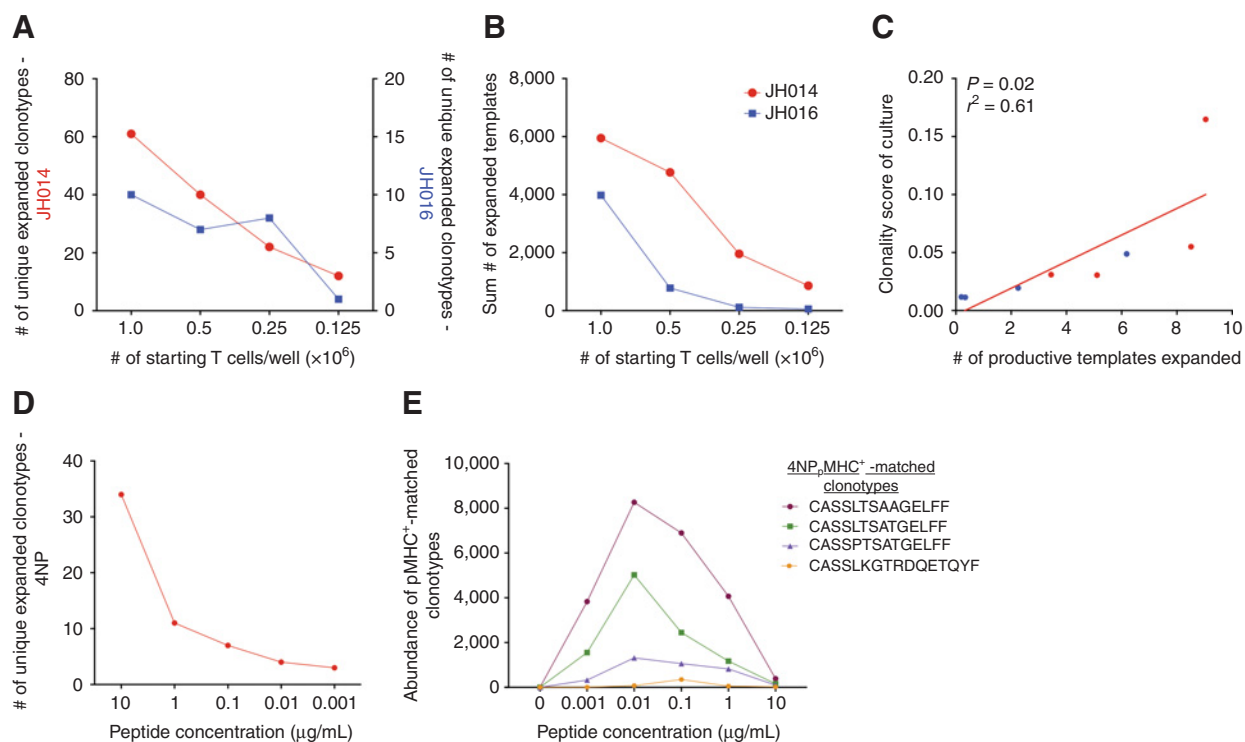 A
# of unique expanded clonotypes -
JH014
80
60
40
20
0
20
15
10
5
0
# of unique expanded clonotypes -
JH016
1.0 0.5 0.25 0.125
# of starting T cells/well (×10⁶)
B
Sum # of expanded templates
8,000
6,000
4,000
2,000
0
JH014
JH016
1.0 0.5 0.25 0.125
# of starting T cells/well (×10⁶)
C
Clonality score of culture
0.20
0.15
0.10
0.05
0.00
P = 0.02
r² = 0.61
0 2 4 6 8 10
# of productive templates expanded
D
# of unique expanded clonotypes -
4NP
40
30
20
10
0
10 1 0.1 0.01 0.001
Peptide concentration (μg/mL)
E
Abundance of pMHC⁺-matched
clonotypes
10,000
8,000
6,000
4,000
2,000
0
0 0.001 0.01 0.1 1 10
Peptide concentration (μg/mL)
4NPpMHC⁺ -matched
clonotypes
CASSLTSAAGELFF
CASSLTSATGELFF
CASSPTSATGELFF
CASSLKGTRDQETQYF